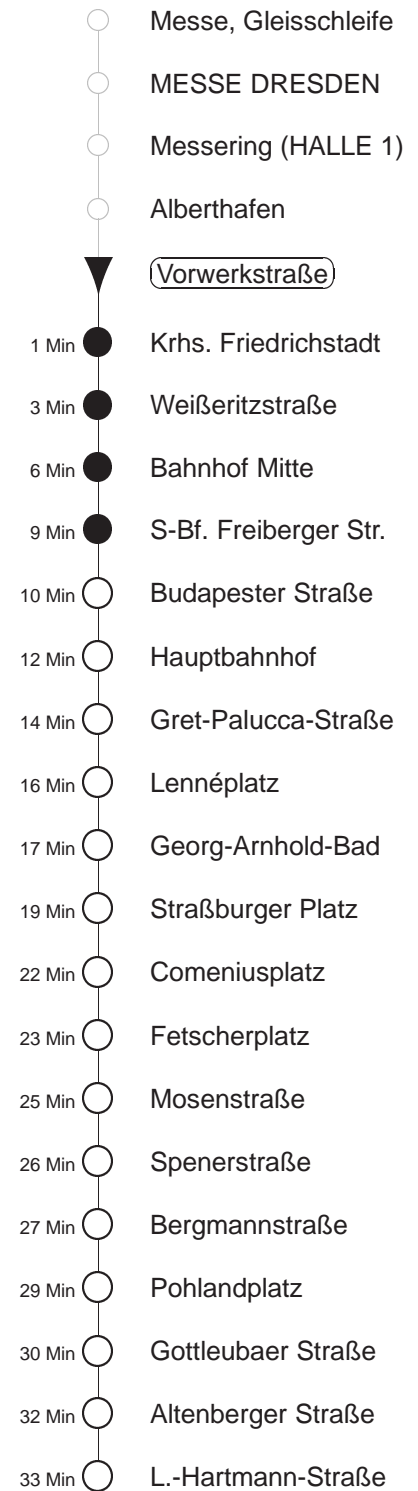 Messe, Gleisschleife
MESSE DRESDEN
Messering (HALLE 1)
Alberthafen
Vorwerkstraße
1 Min Krhs. Friedrichstadt
3 Min Weißeritzstraße
6 Min Bahnhof Mitte
9 Min S-Bf. Freiberger Str.
10 Min Budapester Straße
12 Min Hauptbahnhof
14 Min Gret-Palucca-Straße
16 Min Lennéplatz
17 Min Georg-Arnhold-Bad
19 Min Straßburger Platz
22 Min Comeniusplatz
23 Min Fetscherplatz
25 Min Mosenstraße
26 Min Spenerstraße
27 Min Bergmannstraße
29 Min Pohlandplatz
30 Min Gottleubaer Straße
32 Min Altenberger Straße
33 Min L.-Hartmann-Straße